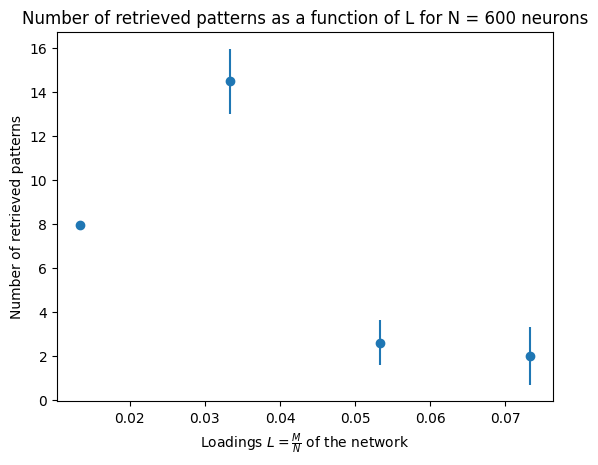 Number of retrieved patterns as a function of L for N = 600 neurons
Number of retrieved patterns
16
14
12
10
8
6
4
2
0
0.02 0.03 0.04 0.05 0.06 0.07
Loadings $L = \frac{M}{N}$ of the network